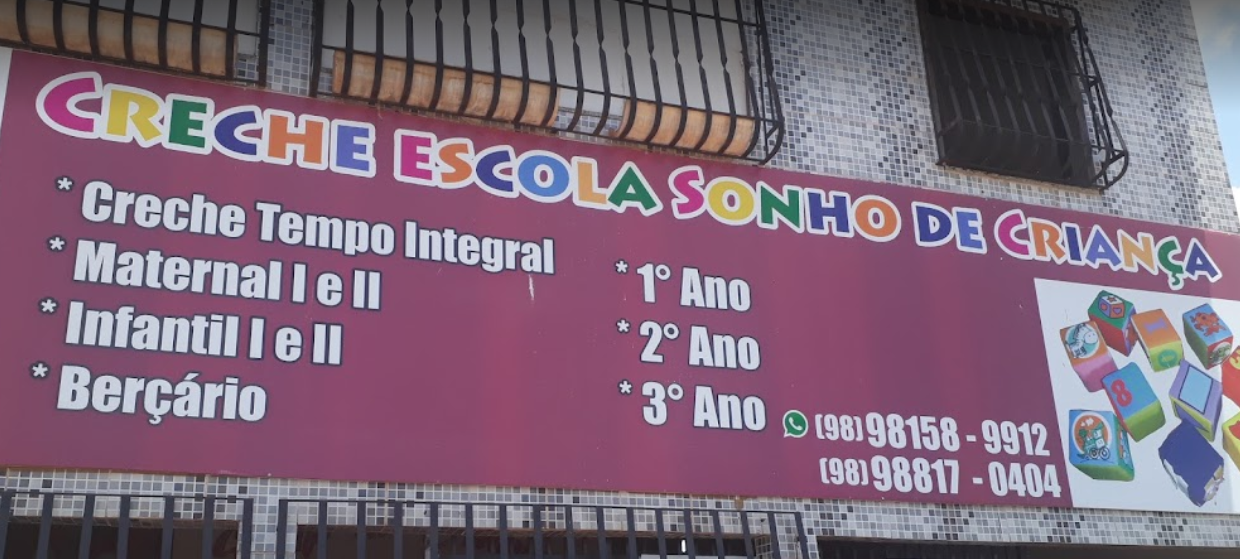 CRECHE ESCOLA SONHO DE CRIANÇA
* Creche Tempo Integral
* Maternal I e II
* Infantil I e II
* Berçário
* 1° Ano
* 2° Ano
* 3° Ano
(98) 98158 - 9912
(98) 98817 - 0404
8